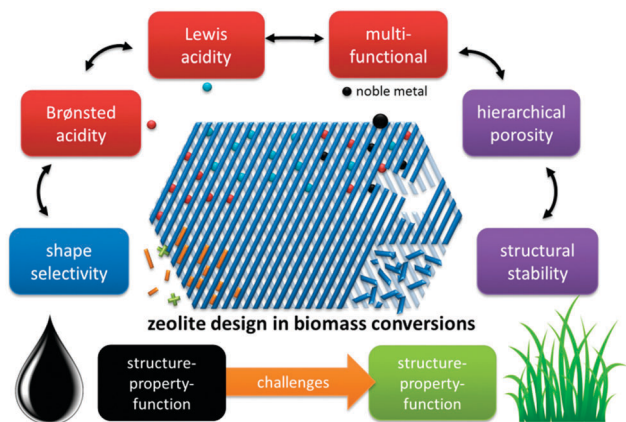 Lewis
acidity
multi-
functional
noble metal
Brønsted
acidity
hierarchical
porosity
shape
selectivity
structural
stability
zeolite design in biomass conversions
structure-
property-
function
challenges
structure-
property-
function